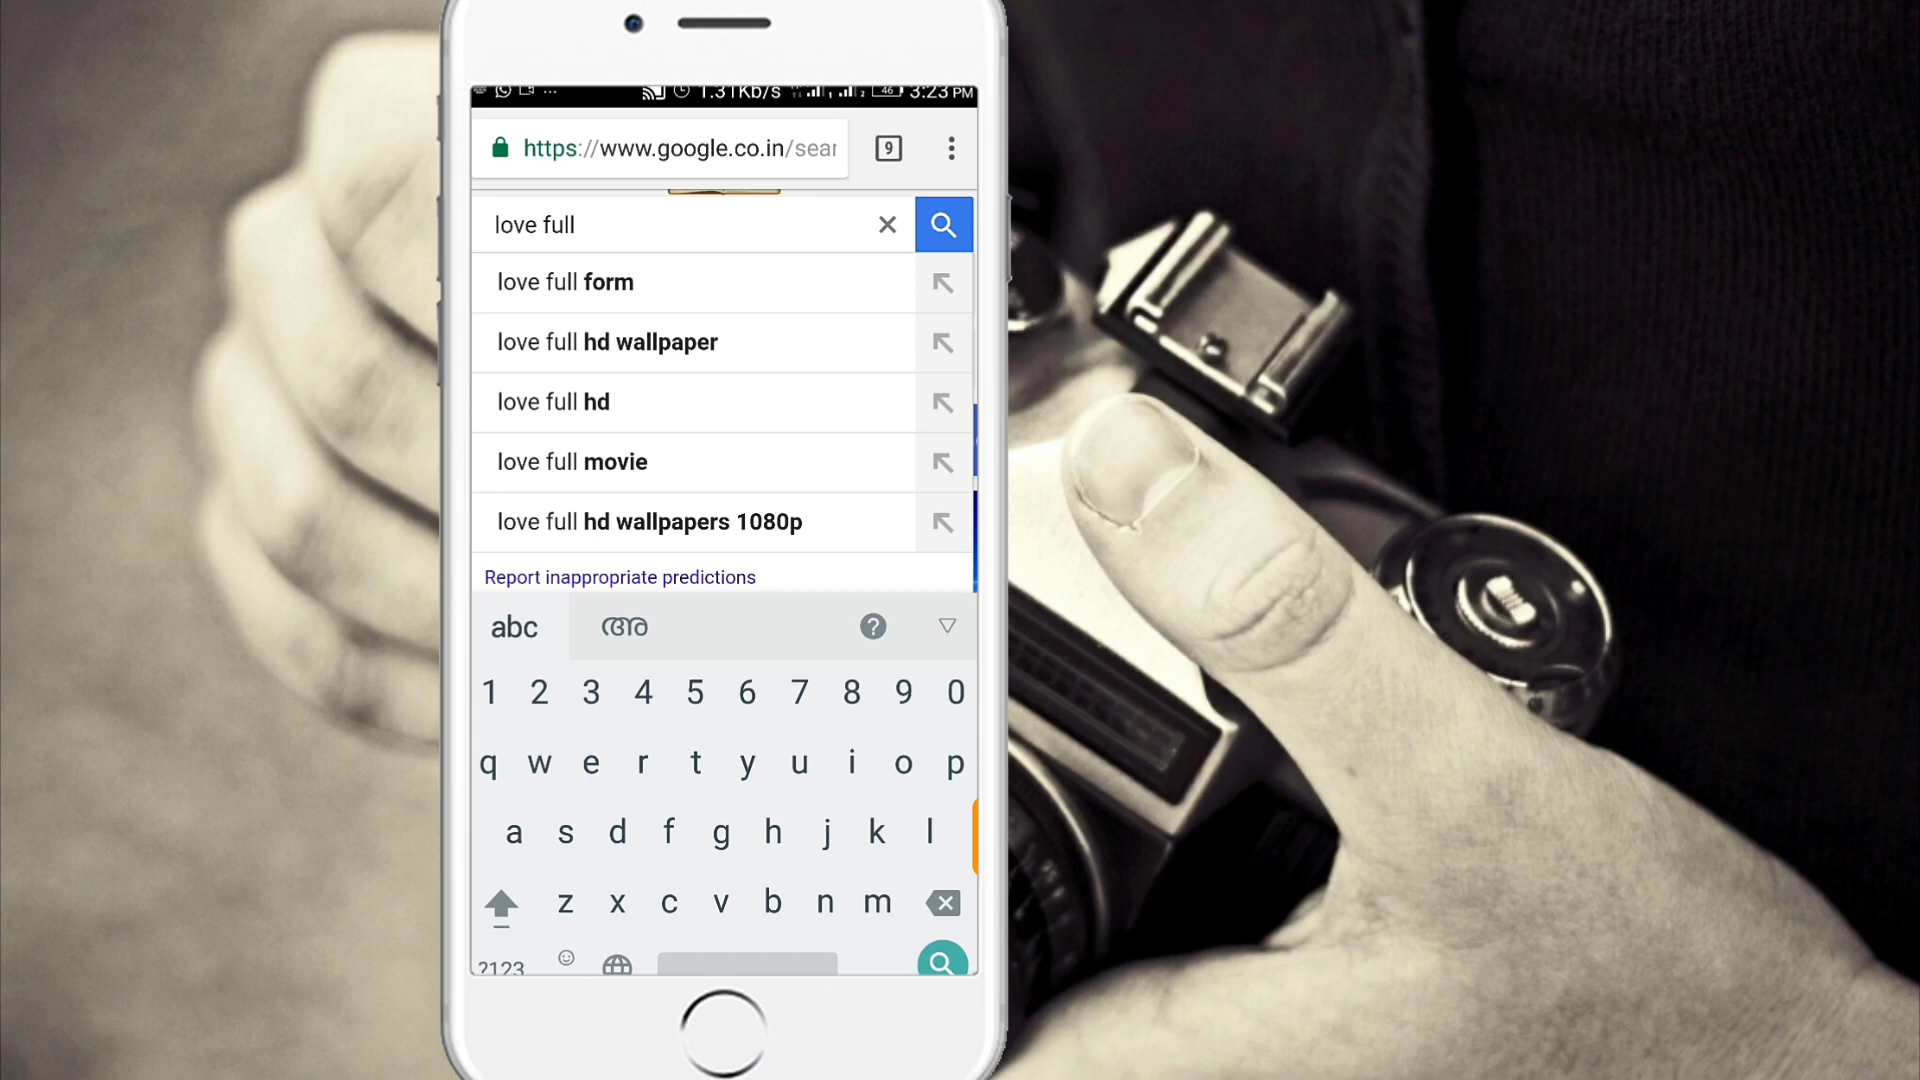 1.31Kb/s 46 3:23 PM
https://www.google.co.in/sear 9
love full
love full form
love full hd wallpaper
love full hd
love full movie
love full hd wallpapers 1080p
Report inappropriate predictions
abc അ ?
1 2 3 4 5 6 7 8 9 0
q w e r t y u i o p
a s d f g h j k l
z x c v b n m
?123